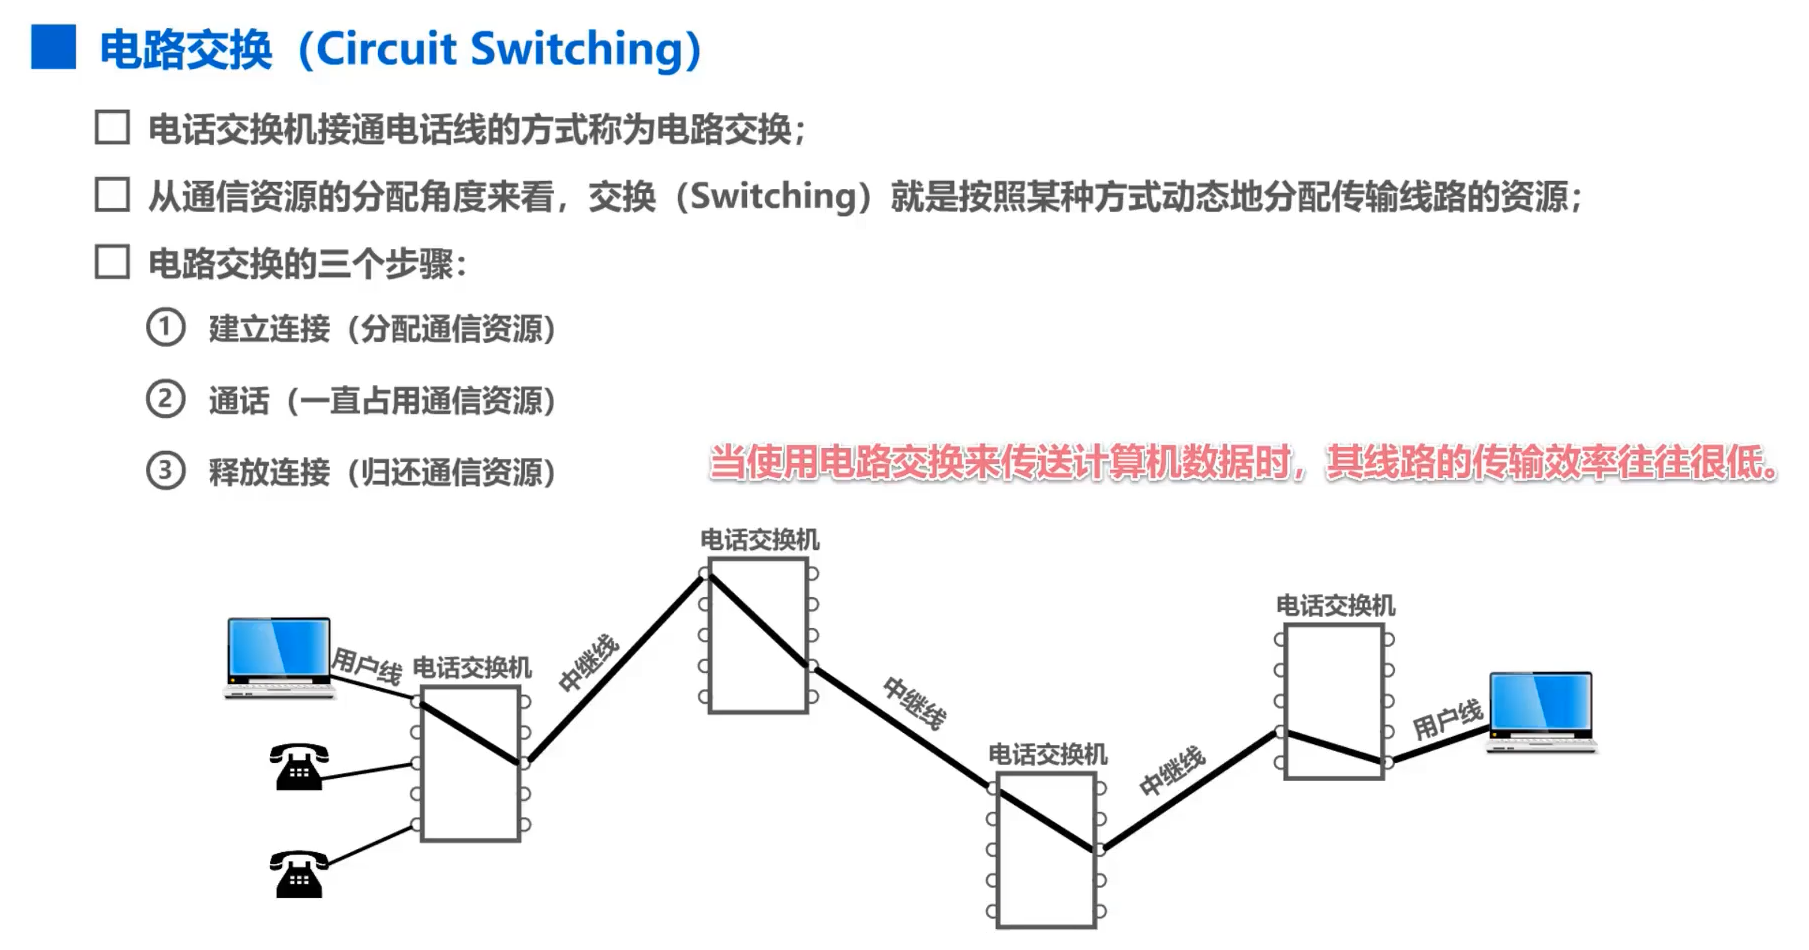 电路交换（Circuit Switching）
电话交换机接通电话线的方式称为电路交换；
从通信资源的分配角度来看，交换（Switching）就是按照某种方式动态地分配传输线路的资源；
电路交换的三个步骤：
① 建立连接（分配通信资源）
② 通话（一直占用通信资源）
③ 释放连接（归还通信资源）
当使用电路交换来传送计算机数据时，其线路的传输效率往往很低。
电话交换机
电话交换机
用户线
电话交换机
中继线
中继线
电话交换机
中继线
用户线